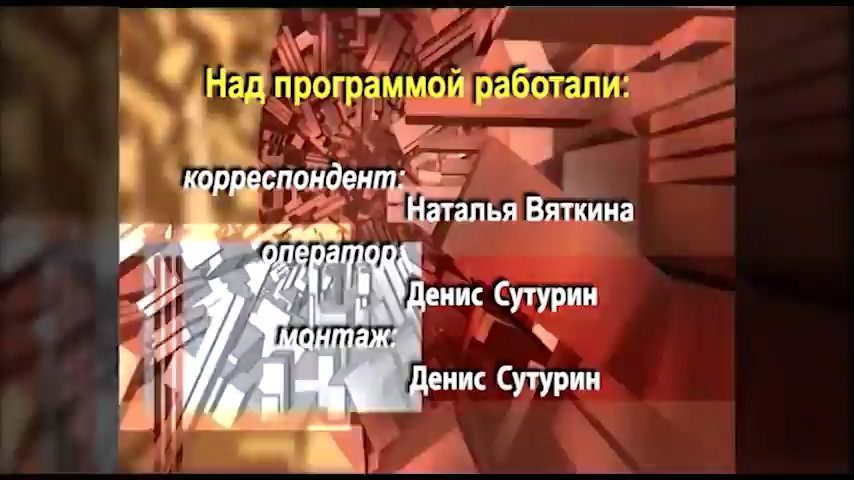 Над программой работали:
корреспондент:
Наталья Вяткина
оператор:
Денис Сутурин
монтаж:
Денис Сутурин